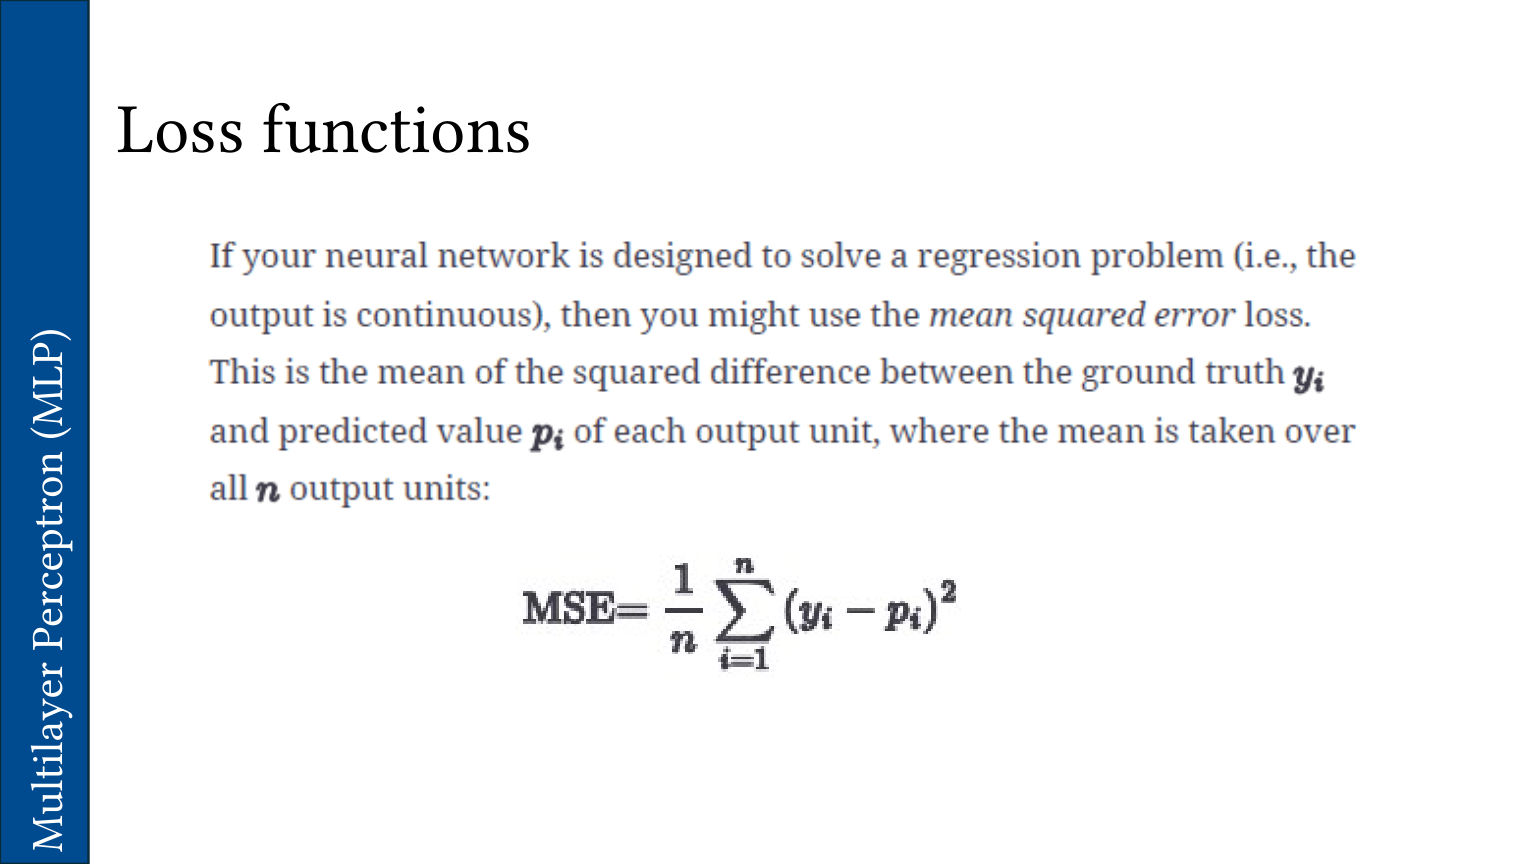 Multilayer Perceptron (MLP)
Loss functions
If your neural network is designed to solve a regression problem (i.e., the
output is continuous), then you might use the mean squared error loss.
This is the mean of the squared difference between the ground truth yᵢ
and predicted value pᵢ of each output unit, where the mean is taken over
all n output units:
MSE= \frac{1}{n} \sum_{i=1}^{n} (yᵢ − pᵢ)²